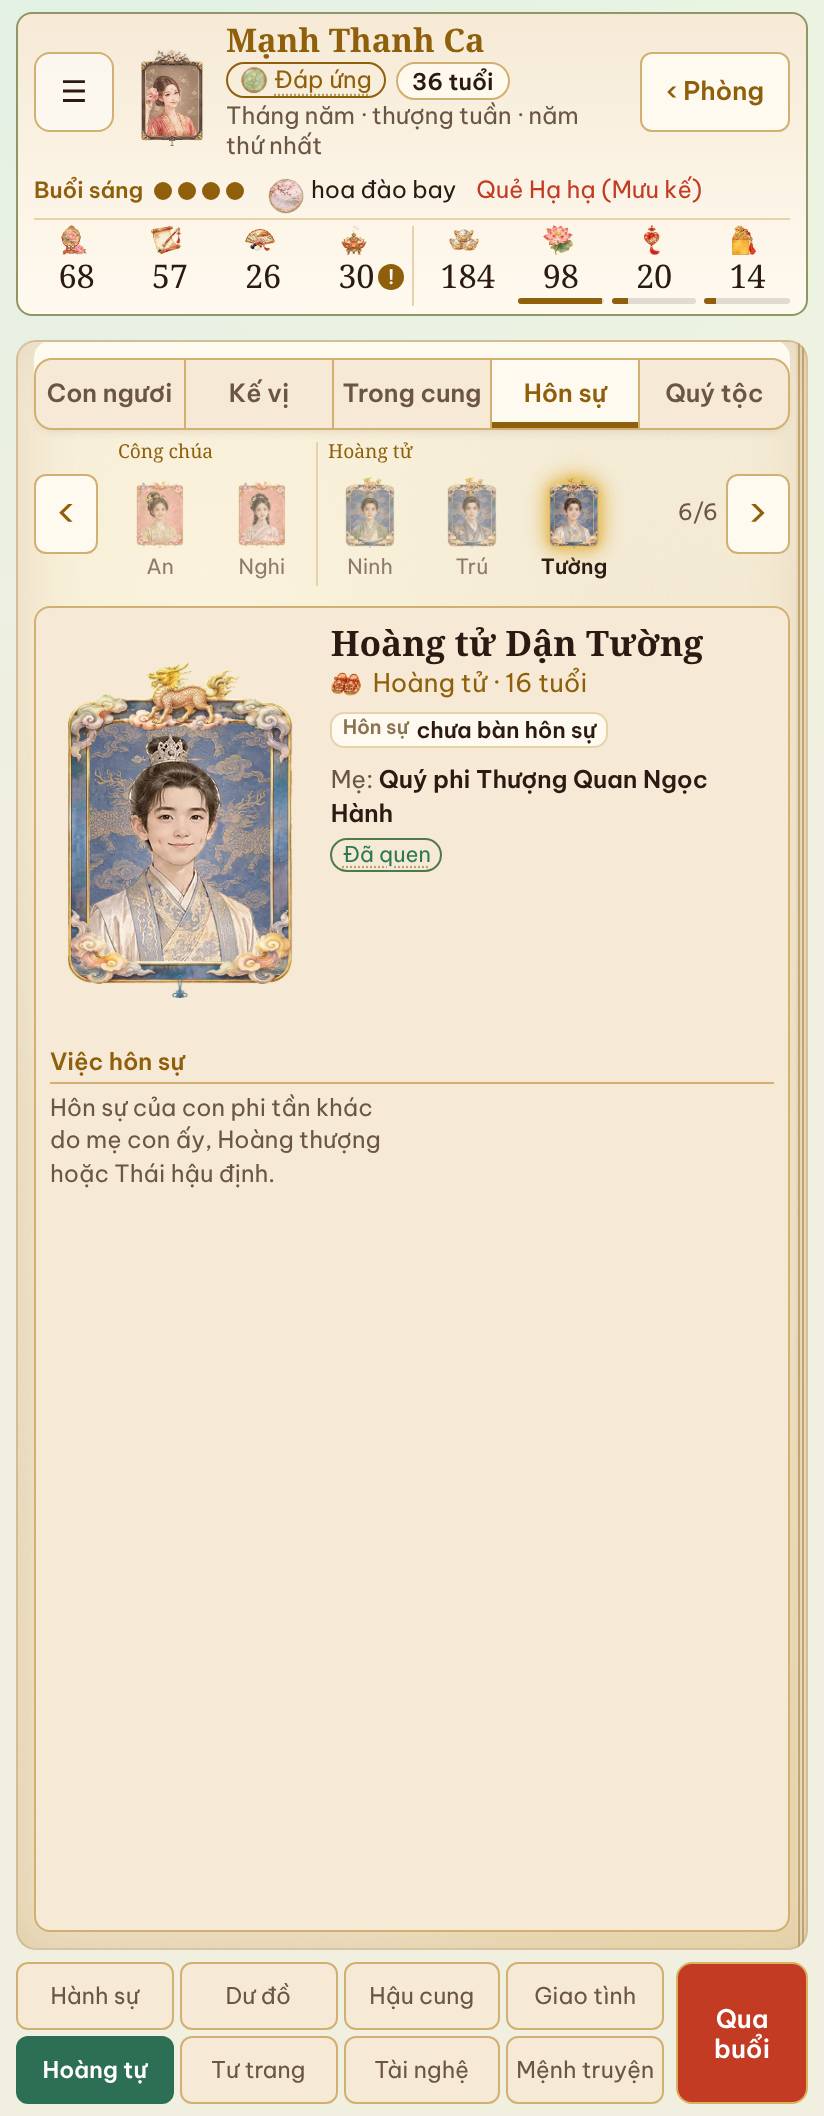 ☰
Mạnh Thanh Ca
Đáp ứng
36 tuổi
Tháng năm · thượng tuần · năm
thứ nhất
‹ Phòng
Buổi sáng
hoa đào bay
Quẻ Hạ hạ (Mưu kế)
68 57 26 30 ! 184 98 20 14
Con ngươi Kế vị Trong cung Hôn sự Quý tộc
Công chúa Hoàng tử
‹
An Nghi Ninh Trú Tường
6/6
›
Hoàng tử Dận Tường
Hoàng tử · 16 tuổi
Hôn sự chưa bàn hôn sự
Mẹ: Quý phi Thượng Quan Ngọc
Hành
Đã quen
Việc hôn sự
Hôn sự của con phi tần khác
do mẹ con ấy, Hoàng thượng
hoặc Thái hậu định.
Hành sự Dư đồ Hậu cung Giao tình
Hoàng tự Tư trang Tài nghệ Mệnh truyện
Qua
buổi